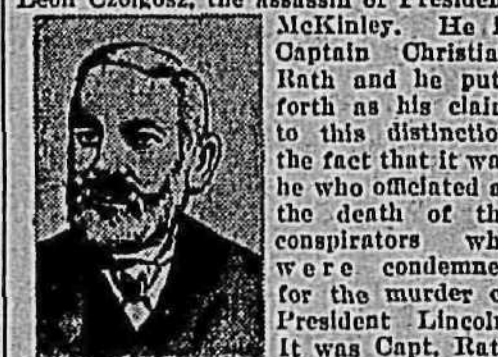 Leon Czolgosz, the assassin of Presiden
McKinley. He
Captain Christia
Rath and he pu
forth as his clai
to this distinctio
the fact that it wa
he who officiated
the death of th
conspirators wh
were condemne
for the murder o
President Lincoln
It was Capt. Rat